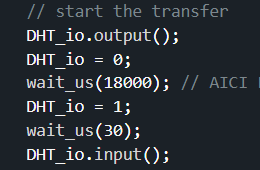 // start the transfer
DHT_io.output();
DHT_io = 0;
wait_us(18000); // AICI
DHT_io = 1;
wait_us(30);
DHT_io.input();